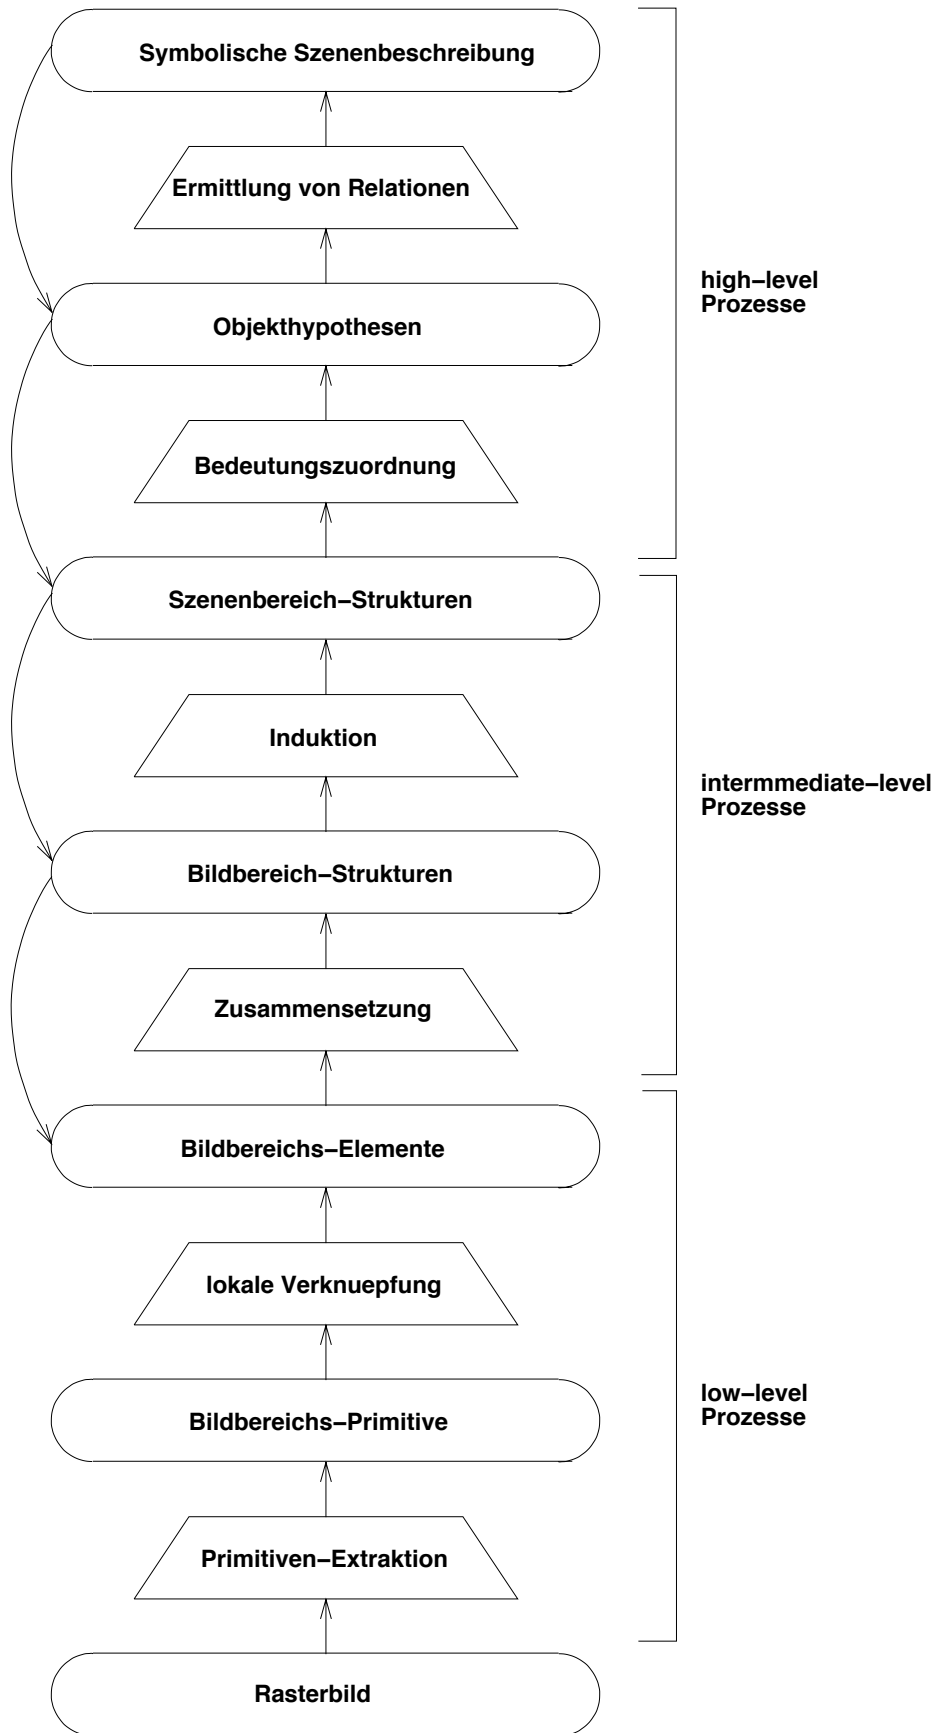 Symbolische Szenenbeschreibung
Ermittlung von Relationen
high–level
Prozesse
Objekthypothesen
Bedeutungszuordnung
Szenenbereich–Strukturen
Induktion
intermmediate–level
Prozesse
Bildbereich–Strukturen
Zusammensetzung
Bildbereichs–Elemente
lokale Verknuepfung
low–level
Prozesse
Bildbereichs–Primitive
Primitiven–Extraktion
Rasterbild